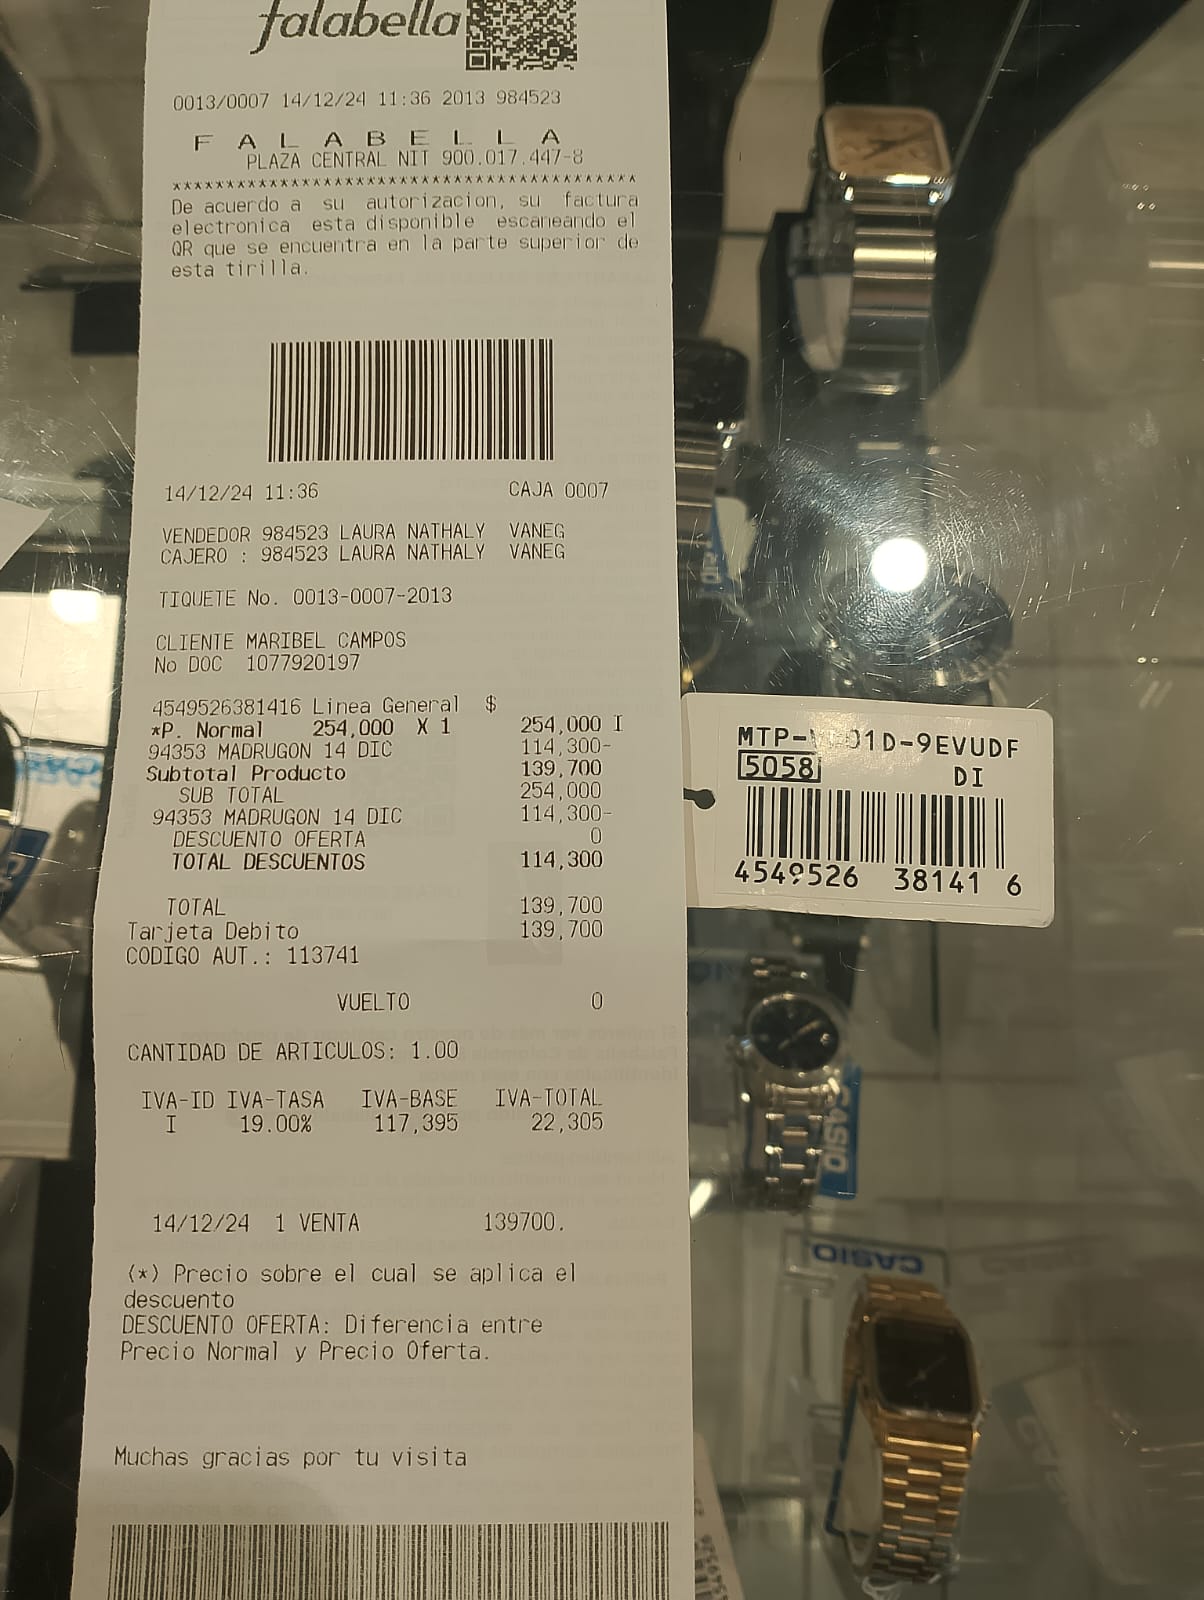 falabella
0013/0007 14/12/24 11:36 2013 984523
F A L A B E L L A
PLAZA CENTRAL NIT 900.017.447-8
******************************************
De acuerdo a su autorizacion, su factura
electronica esta disponible escaneando el
QR que se encuentra en la parte superior de
esta tirilla.
14/12/24 11:36 CAJA 0007
VENDEDOR 984523 LAURA NATHALY VANEG
CAJERO : 984523 LAURA NATHALY VANEG
TIQUETE No. 0013-0007-2013
CLIENTE MARIBEL CAMPOS
No DOC 1077920197
4549526381416 Linea General $
*P. Normal 254,000 X 1 254,000 I
94353 MADRUGON 14 DIC 114,300-
Subtotal Producto 139,700
SUB TOTAL 254,000
94353 MADRUGON 14 DIC 114,300-
DESCUENTO OFERTA 0
TOTAL DESCUENTOS 114,300
TOTAL 139,700
Tarjeta Debito 139,700
CODIGO AUT.: 113741
VUELTO 0
CANTIDAD DE ARTICULOS: 1.00
IVA-ID IVA-TASA IVA-BASE IVA-TOTAL
I 19.00% 117,395 22,305
14/12/24 1 VENTA 139700.
(*) Precio sobre el cual se aplica el
descuento
DESCUENTO OFERTA: Diferencia entre
Precio Normal y Precio Oferta.
Muchas gracias por tu visita
5058 DI
4549526 38141 6
CASIO
CASIO